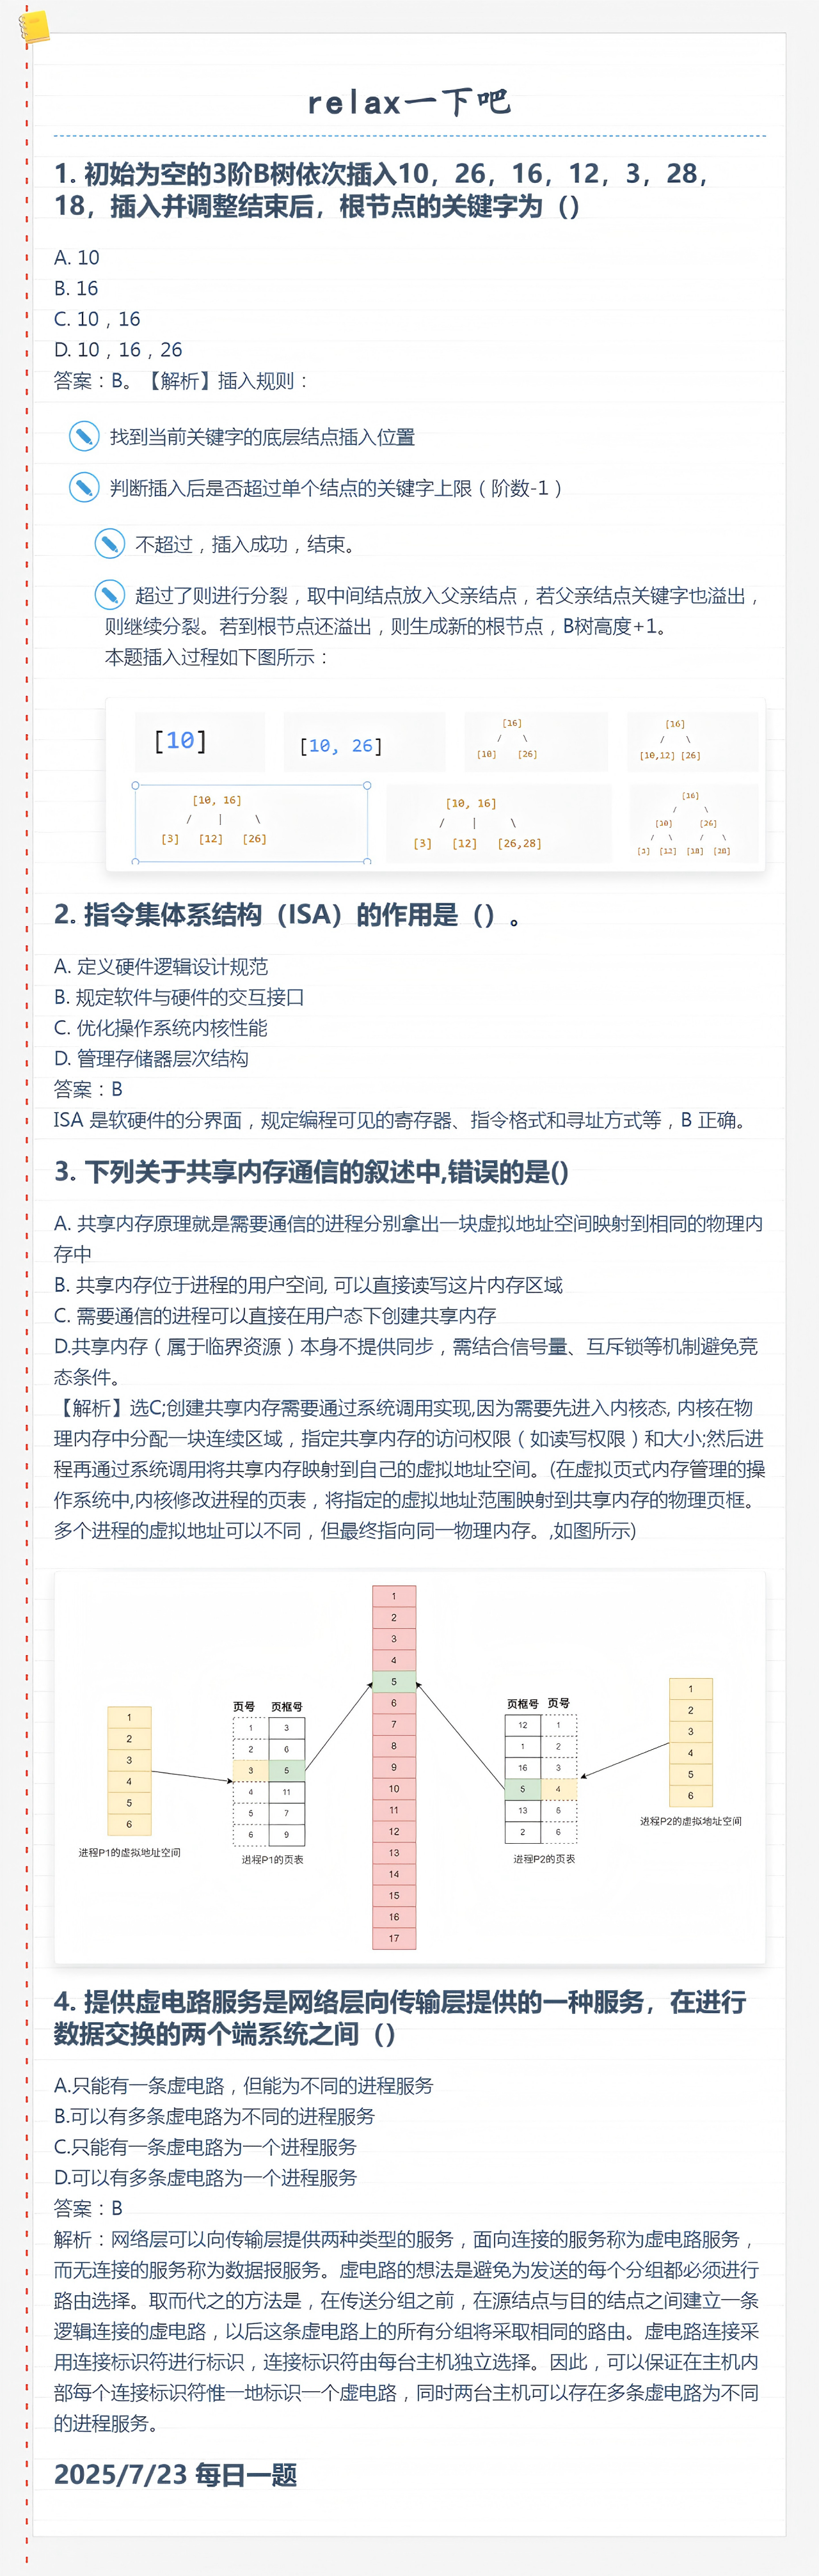 relax一下吧
1. 初始为空的3阶B树依次插入10，26，16，12，3，28，
18，插入并调整结束后，根节点的关键字为（）
A. 10
B. 16
C. 10，16
D. 10，16，26
答案：B。【解析】插入规则：
找到当前关键字的底层结点插入位置
判断插入后是否超过单个结点的关键字上限（阶数-1）
不超过，插入成功，结束。
超过了则进行分裂，取中间结点放入父亲结点，若父亲结点关键字也溢出，
则继续分裂。若到根节点还溢出，则生成新的根节点，B树高度+1。
本题插入过程如下图所示：
[10]
[10, 26]
[16]
/ \
[10] [26]
[16]
/ \
[10,12] [26]
[10, 16]
/ | \
[3] [12] [26]
[10, 16]
/ | \
[3] [12] [26,28]
[16]
/ \
[10] [26]
/ \ / \
[3] [12] [18] [28]
2. 指令集体系结构（ISA）的作用是（）。
A. 定义硬件逻辑设计规范
B. 规定软件与硬件的交互接口
C. 优化操作系统内核性能
D. 管理存储器层次结构
答案：B
ISA 是软硬件的分界面，规定编程可见的寄存器、指令格式和寻址方式等，B 正确。
3. 下列关于共享内存通信的叙述中,错误的是()
A. 共享内存原理就是需要通信的进程分别拿出一块虚拟地址空间映射到相同的物理内
存中
B. 共享内存位于进程的用户空间, 可以直接读写这片内存区域
C. 需要通信的进程可以直接在用户态下创建共享内存
D.共享内存（属于临界资源）本身不提供同步，需结合信号量、互斥锁等机制避免竞
态条件。
【解析】选C;创建共享内存需要通过系统调用实现,因为需要先进入内核态, 内核在物
理内存中分配一块连续区域，指定共享内存的访问权限（如读写权限）和大小;然后进
程再通过系统调用将共享内存映射到自己的虚拟地址空间。(在虚拟页式内存管理的操
作系统中,内核修改进程的页表，将指定的虚拟地址范围映射到共享内存的物理页框。
多个进程的虚拟地址可以不同，但最终指向同一物理内存。,如图所示)
1
2
3
4
5
6
进程P1的虚拟地址空间
页号 页框号
1 3
2 6
3 5
4 11
5 7
6 9
进程P1的页表
1
2
3
4
5
6
7
8
9
10
11
12
13
14
15
16
17
页框号 页号
12 1
1 2
16 3
5 4
13 5
2 6
进程P2的页表
1
2
3
4
5
6
进程P2的虚拟地址空间
4. 提供虚电路服务是网络层向传输层提供的一种服务，在进行
数据交换的两个端系统之间（）
A.只能有一条虚电路，但能为不同的进程服务
B.可以有多条虚电路为不同的进程服务
C.只能有一条虚电路为一个进程服务
D.可以有多条虚电路为一个进程服务
答案：B
解析：网络层可以向传输层提供两种类型的服务，面向连接的服务称为虚电路服务，
而无连接的服务称为数据报服务。虚电路的想法是避免为发送的每个分组都必须进行
路由选择。取而代之的方法是，在传送分组之前，在源结点与目的结点之间建立一条
逻辑连接的虚电路，以后这条虚电路上的所有分组将采取相同的路由。虚电路连接采
用连接标识符进行标识，连接标识符由每台主机独立选择。因此，可以保证在主机内
部每个连接标识符惟一地标识一个虚电路，同时两台主机可以存在多条虚电路为不同
的进程服务。
2025/7/23 每日一题